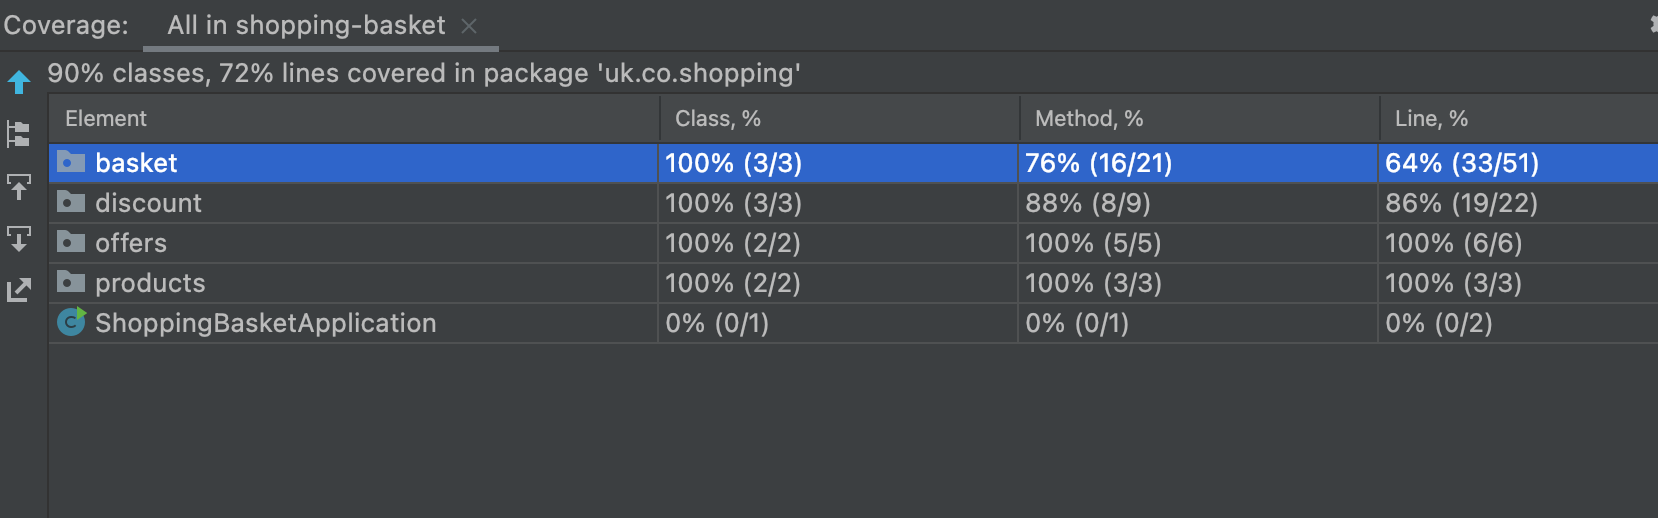 Coverage: All in shopping-basket
90% classes, 72% lines covered in package 'uk.co.shopping'
Element Class, % Method, % Line, %
basket 100% (3/3) 76% (16/21) 64% (33/51)
discount 100% (3/3) 88% (8/9) 86% (19/22)
offers 100% (2/2) 100% (5/5) 100% (6/6)
products 100% (2/2) 100% (3/3) 100% (3/3)
C ShoppingBasketApplication 0% (0/1) 0% (0/1) 0% (0/2)